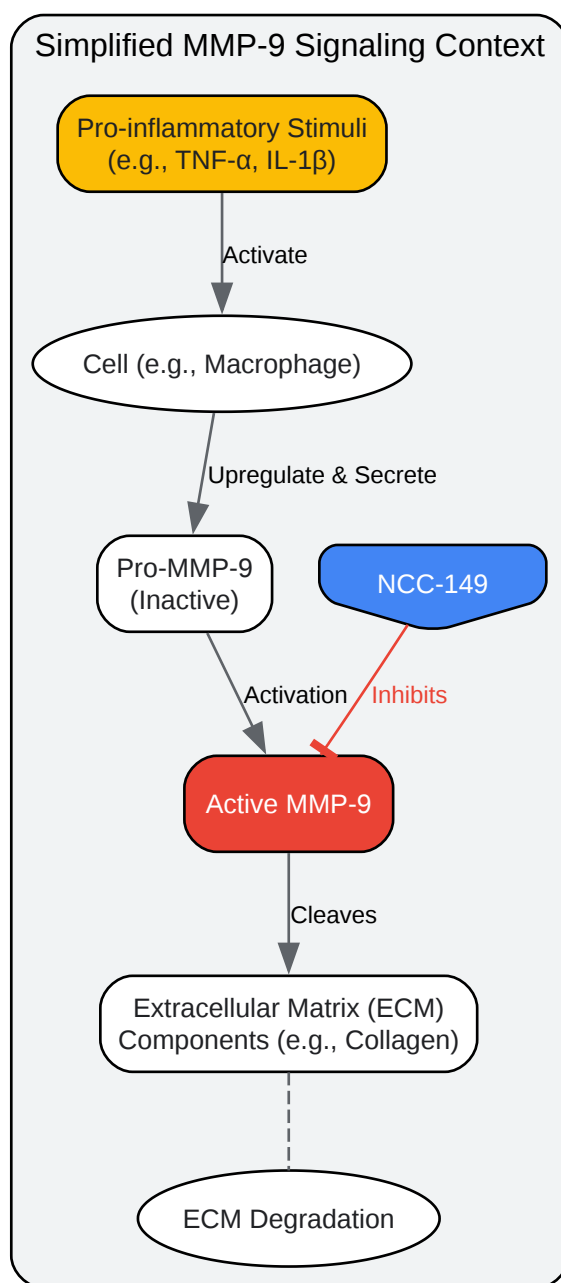 Simplified MMP-9 Signaling Context
Pro-inflammatory Stimuli
(e.g., TNF-α, IL-1β)
Activate
Cell (e.g., Macrophage)
Upregulate & Secrete
Pro-MMP-9
(Inactive)
NCC-149
Activation
Inhibits
Active MMP-9
Cleaves
Extracellular Matrix (ECM)
Components (e.g., Collagen)
ECM Degradation